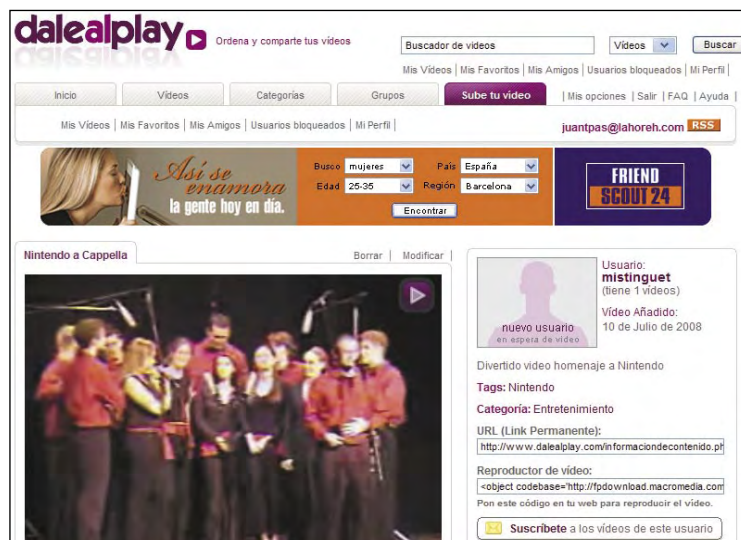 dalealplay
Ordena y comparte tus vídeos
Buscador de videos
Vídeos
Buscar
Mis Vídeos | Mis Favoritos | Mis Amigos | Usuarios bloqueados | Mi Perfil |
Inicio
Vídeos
Categorías
Grupos
Sube tu video
| Mis opciones | Salir | FAQ | Ayuda |
Mis Vídeos | Mis Favoritos | Mis Amigos | Usuarios bloqueados | Mi Perfil |
juantpas@lahoreh.com RSS
Así se
enamora
la gente hoy en día.
Busco mujeres
País España
Edad 25-35
Región Barcelona
Encontrar
FRIEND
SCOUT 24
Nintendo a Cappella
Borrar | Modificar |
nuevo usuario
en espera de video
Usuario:
mistinguet
(tiene 1 vídeos)
Vídeo Añadido:
10 de Julio de 2008
Divertido video homenaje a Nintendo
Tags: Nintendo
Categoría: Entretenimiento
URL (Link Permanente):
http://www.dalealplay.com/informaciondecontenido.ph
Reproductor de vídeo:
<object codebase='http://fpdownload.macromedia.com
Pon este código en tu web para reproducir el vídeo.
Suscríbete a los vídeos de este usuario